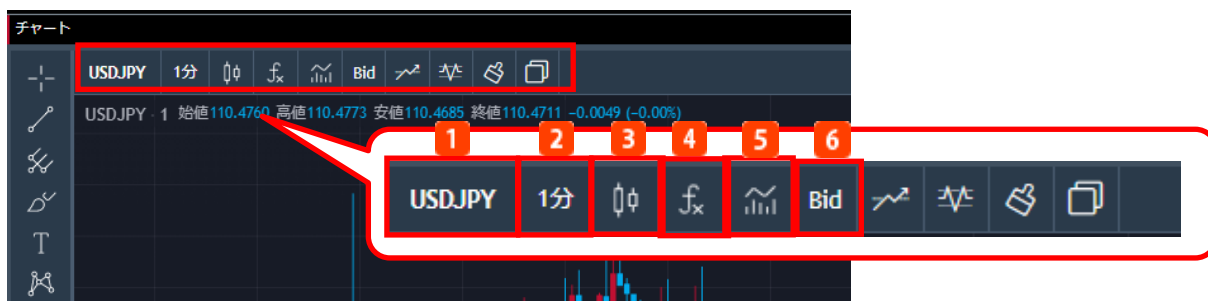 チャート
USDJPY 1分 fx Bid
USDJPY · 1 始値110.4760 高値110.4773 安値110.4685 終値110.4711 −0.0049 (−0.00%)
1 2 3 4 5 6
USDJPY 1分 fx Bid
T